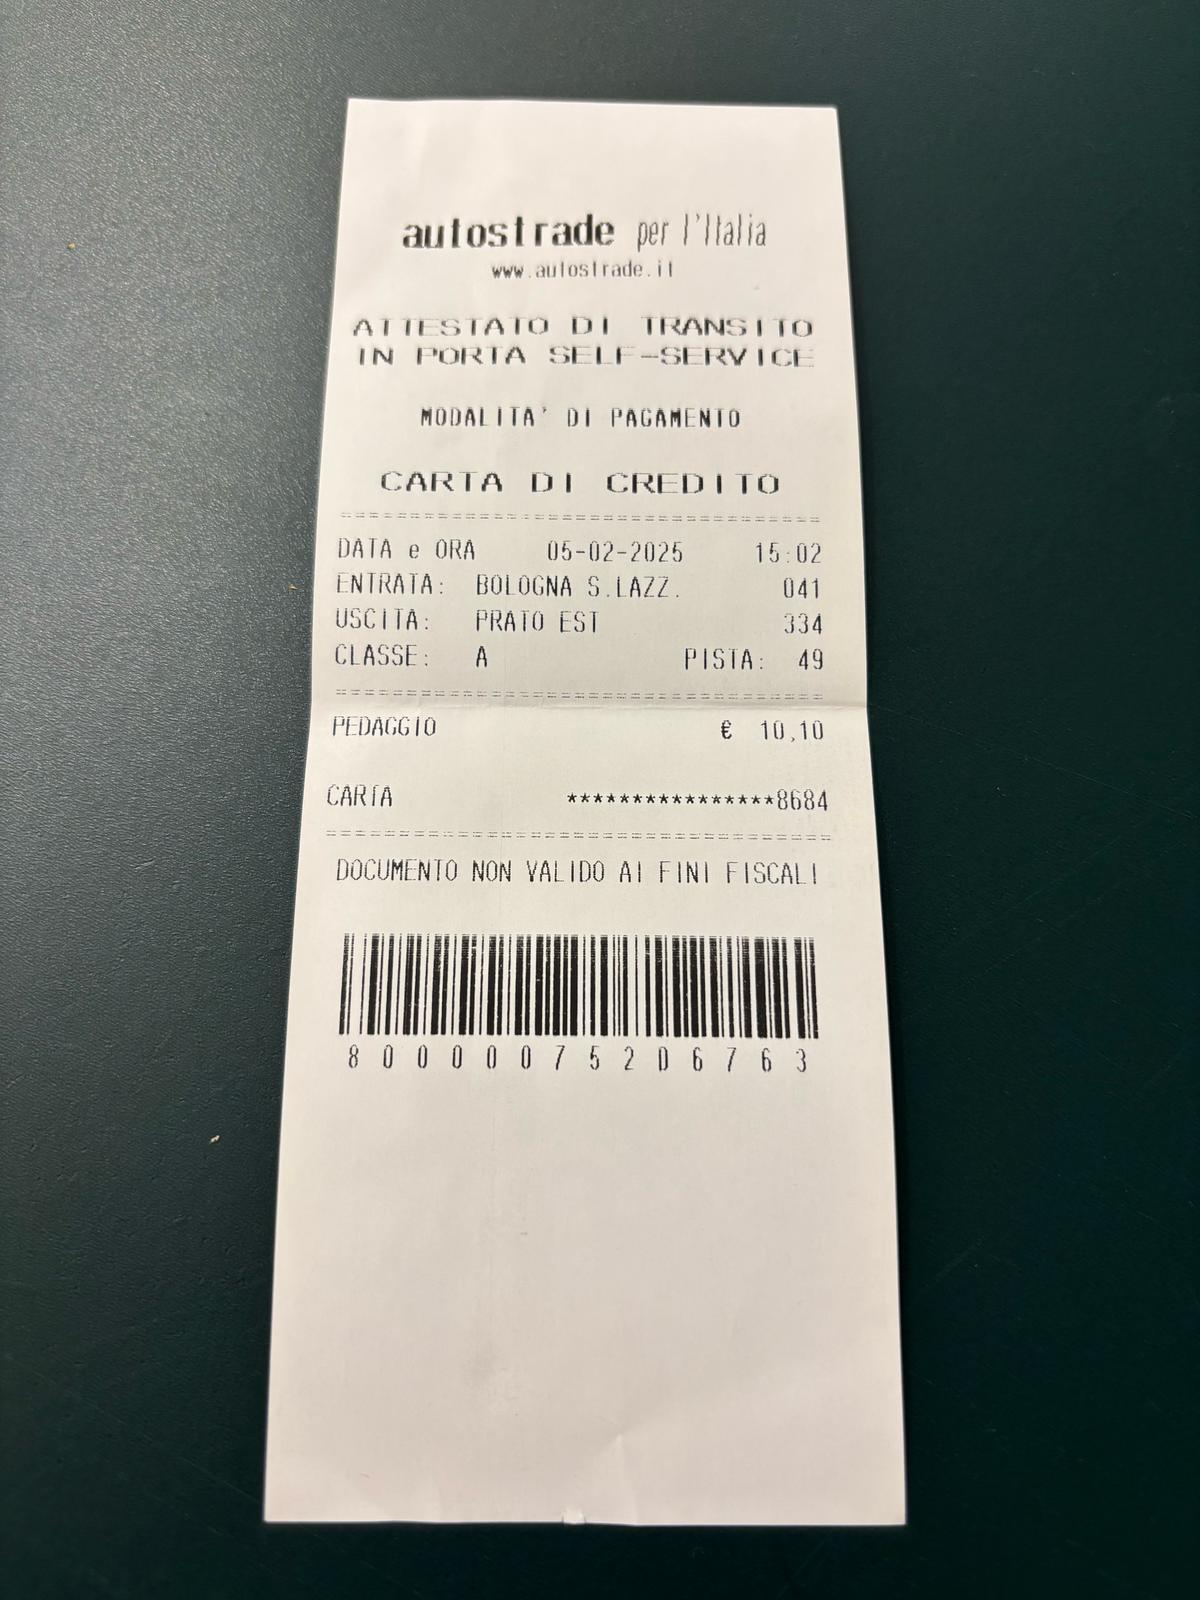 autostrade per l'Italia
www.autostrade.it
ATTESTATO DI TRANSITO
IN PORTA SELF-SERVICE
MODALITA' DI PAGAMENTO
CARTA DI CREDITO
DATA e ORA 05-02-2025 15:02
ENTRATA: BOLOGNA S.LAZZ. 041
USCITA: PRATO EST 334
CLASSE: A PISTA: 49
PEDAGGIO € 10,10
CARTA ****************8684
DOCUMENTO NON VALIDO AI FINI FISCALI
800000752D6763